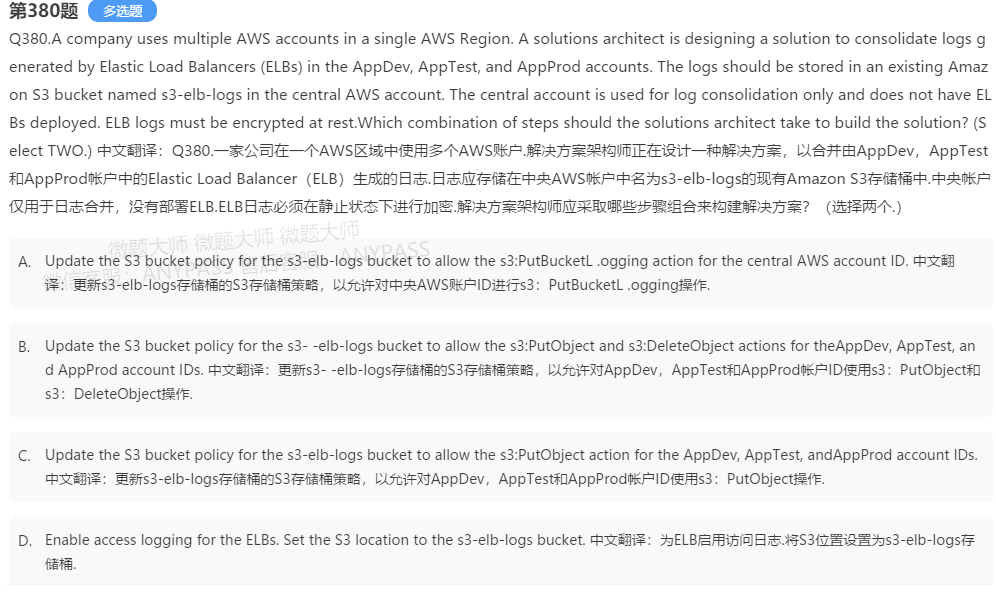 第380题 多选题
Q380.A company uses multiple AWS accounts in a single AWS Region. A solutions architect is designing a solution to consolidate logs g
enerated by Elastic Load Balancers (ELBs) in the AppDev, AppTest, and AppProd accounts. The logs should be stored in an existing Amaz
on S3 bucket named s3-elb-logs in the central AWS account. The central account is used for log consolidation only and does not have EL
Bs deployed. ELB logs must be encrypted at rest.Which combination of steps should the solutions architect take to build the solution? (S
elect TWO.) 中文翻译：Q380.一家公司在一个AWS区域中使用多个AWS账户.解决方案架构师正在设计一种解决方案，以合并由AppDev，AppTest
和AppProd帐户中的Elastic Load Balancer（ELB）生成的日志.日志应存储在中央AWS帐户中名为s3-elb-logs的现有Amazon S3存储桶中.中央帐户
仅用于日志合并，没有部署ELB.ELB日志必须在静止状态下进行加密.解决方案架构师应采取哪些步骤组合来构建解决方案？（选择两个.）
微题大师 微题大师 微题大师
微信客服：ANYPASS 售后客服：ANYPASS
A. Update the S3 bucket policy for the s3-elb-logs bucket to allow the s3:PutBucketL .ogging action for the central AWS account ID. 中文翻
译：更新s3-elb-logs存储桶的S3存储桶策略，以允许对中央AWS账户ID进行s3：PutBucketL .ogging操作.
B. Update the S3 bucket policy for the s3- -elb-logs bucket to allow the s3:PutObject and s3:DeleteObject actions for theAppDev, AppTest, an
d AppProd account IDs. 中文翻译：更新s3- -elb-logs存储桶的S3存储桶策略，以允许对AppDev，AppTest和AppProd帐户ID使用s3：PutObject和
s3：DeleteObject操作.
C. Update the S3 bucket policy for the s3-elb-logs bucket to allow the s3:PutObject action for the AppDev, AppTest, andAppProd account IDs.
中文翻译：更新s3-elb-logs存储桶的S3存储桶策略，以允许对AppDev，AppTest和AppProd帐户ID使用s3：PutObject操作.
D. Enable access logging for the ELBs. Set the S3 location to the s3-elb-logs bucket. 中文翻译：为ELB启用访问日志.将S3位置设置为s3-elb-logs存
储桶.